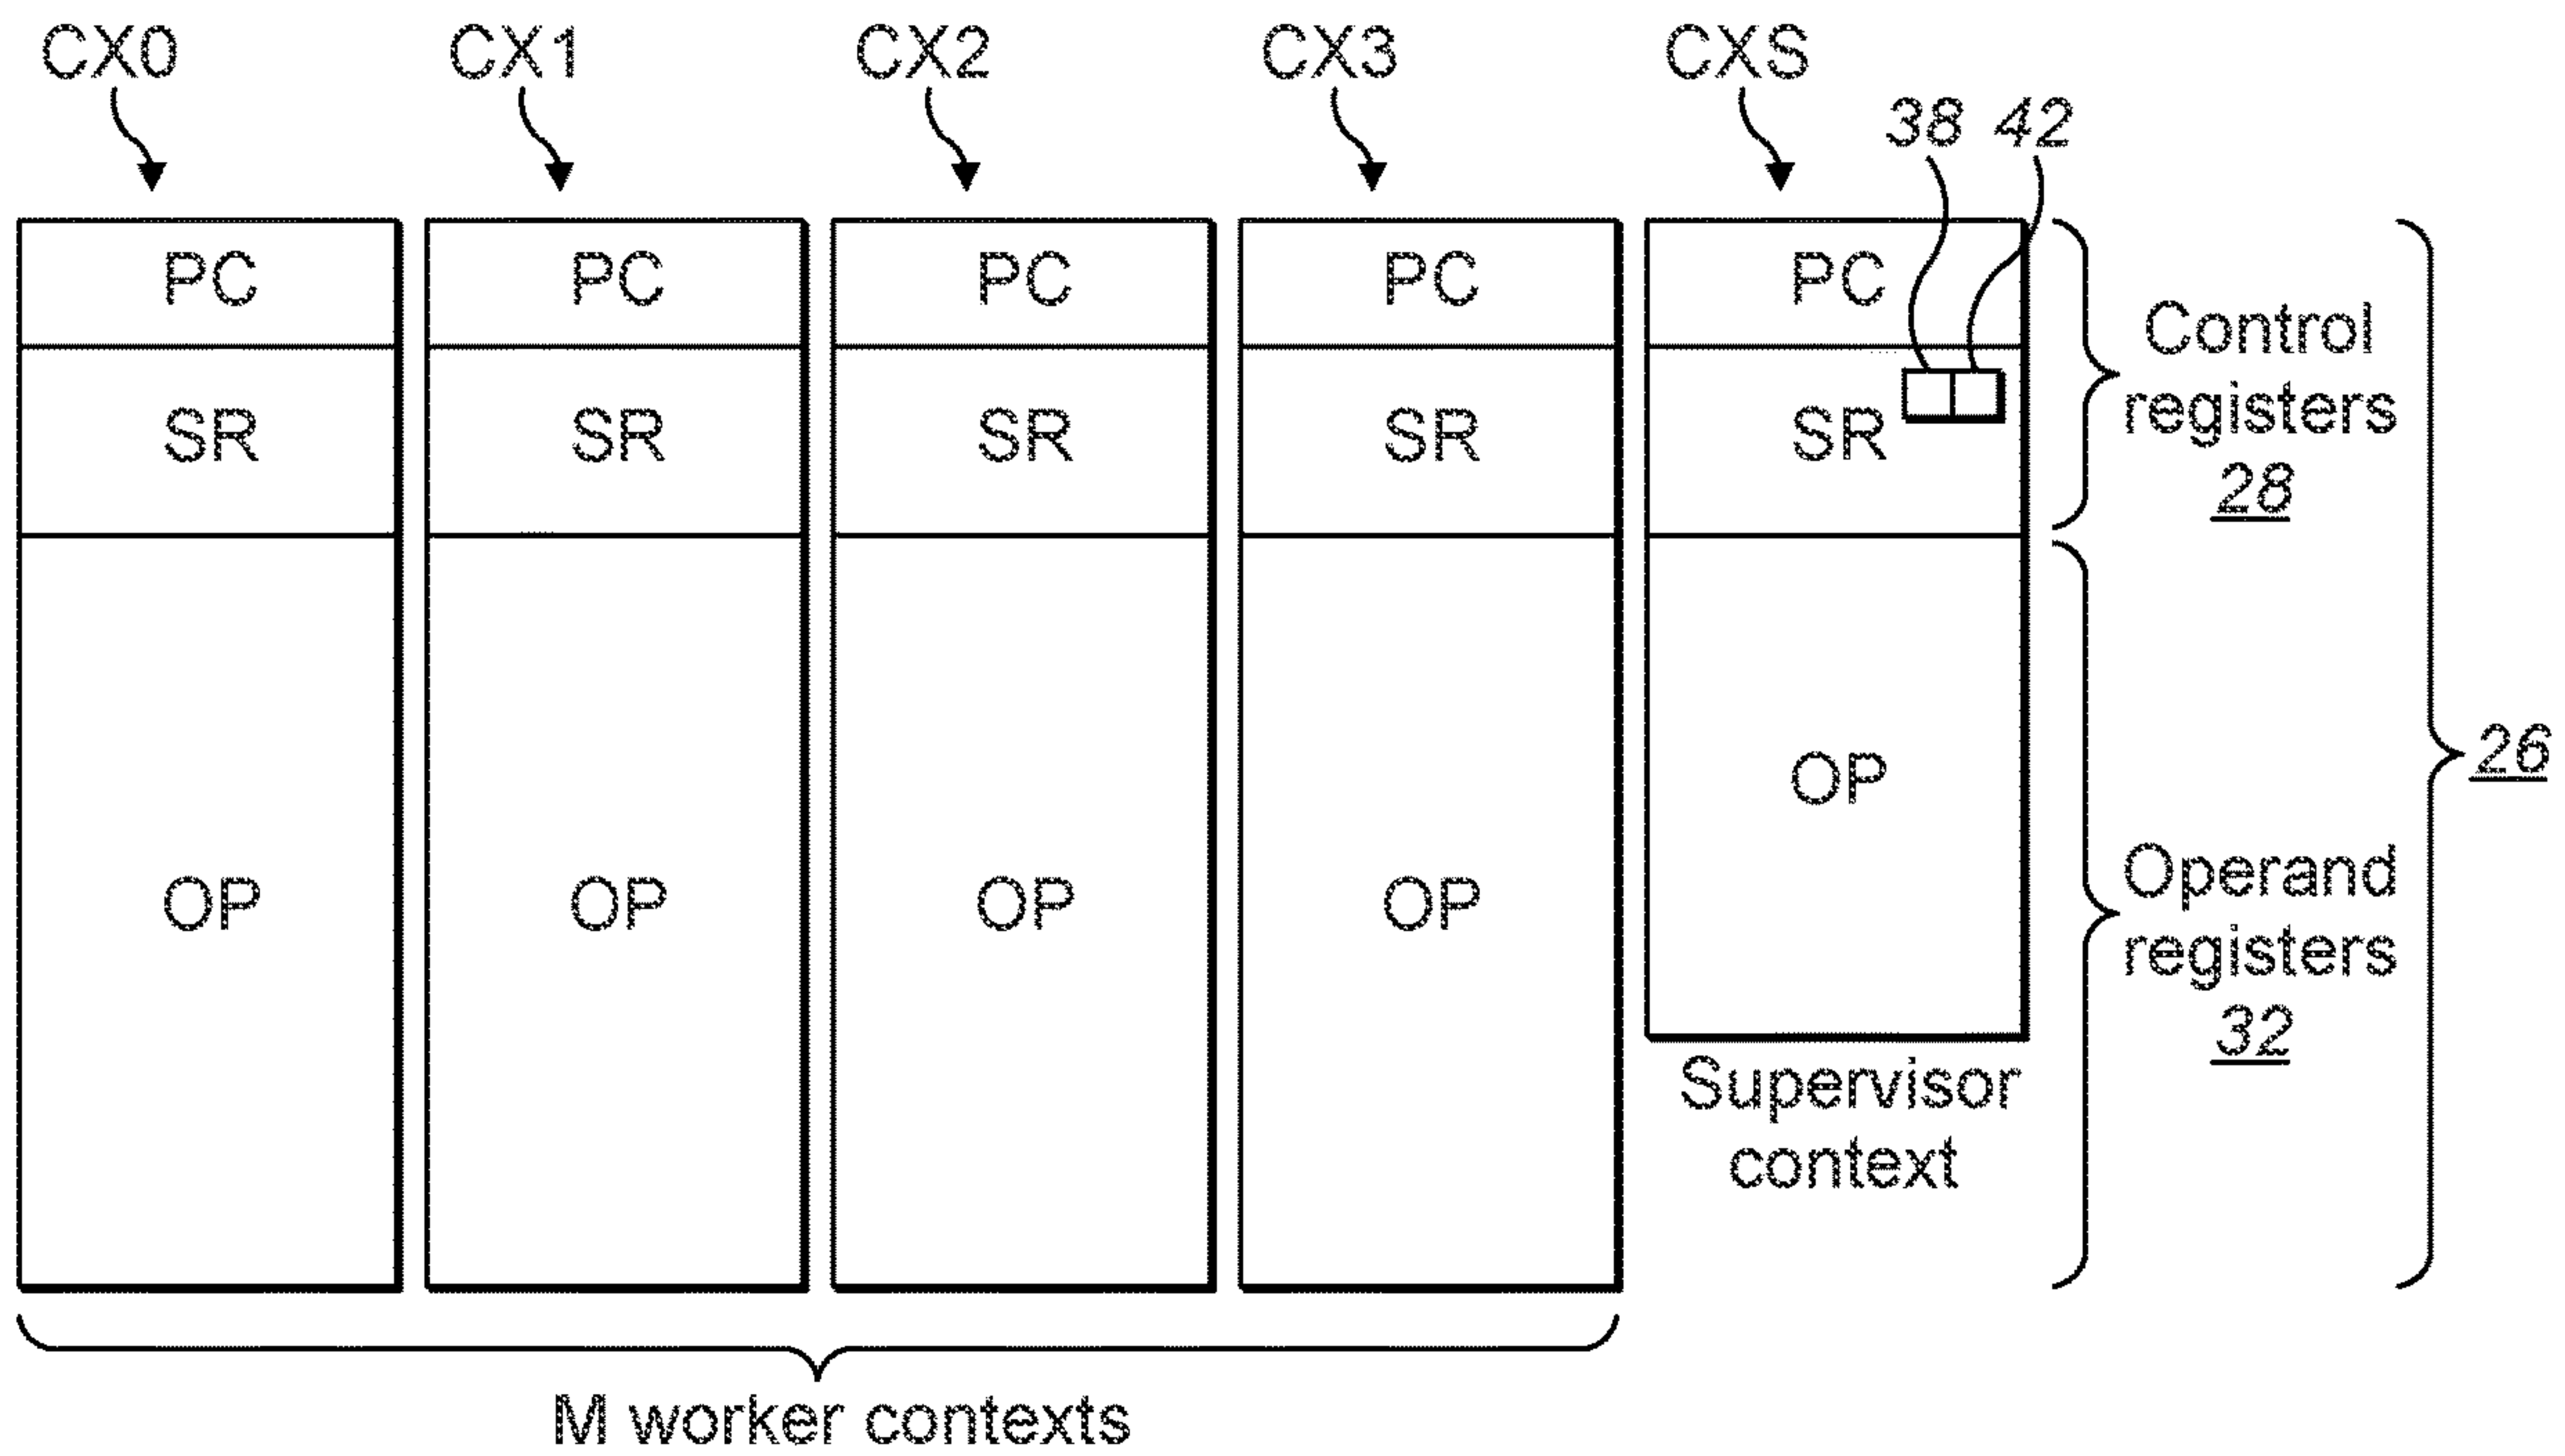 CX0 CX1 CX2 CX3 CXS
38 42
PC PC PC PC PC
SR SR SR SR SR
Control
registers
28
OP OP OP OP OP
Operand
registers
32
26
Supervisor
context
M worker contexts